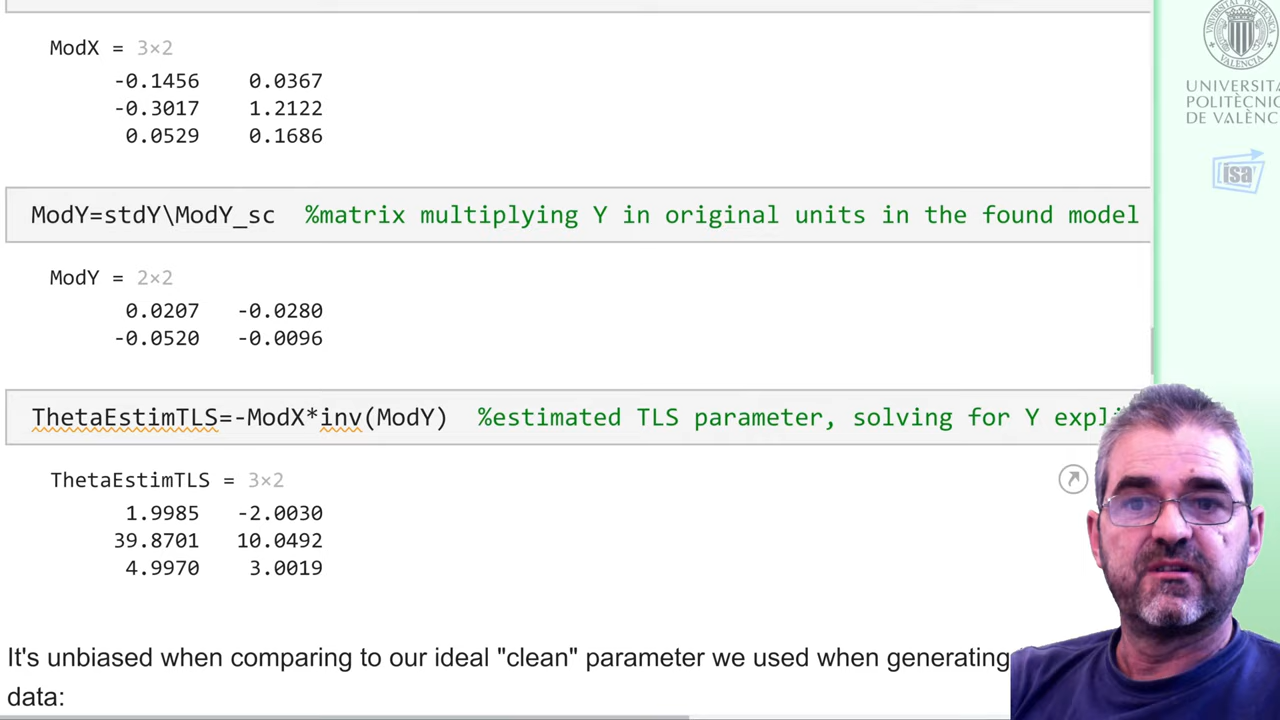 ModX = 3×2
-0.1456 0.0367
-0.3017 1.2122
0.0529 0.1686
ModY=stdY\ModY_sc %matrix multiplying Y in original units in the found model
ModY = 2×2
0.0207 -0.0280
-0.0520 -0.0096
ThetaEstimTLS=-ModX*inv(ModY) %estimated TLS parameter, solving for Y expli
ThetaEstimTLS = 3×2
1.9985 -2.0030
39.8701 10.0492
4.9970 3.0019
It's unbiased when comparing to our ideal "clean" parameter we used when generating
data:
UNIVERSITA
POLITÈCNIC
DE VALÈNC
isa